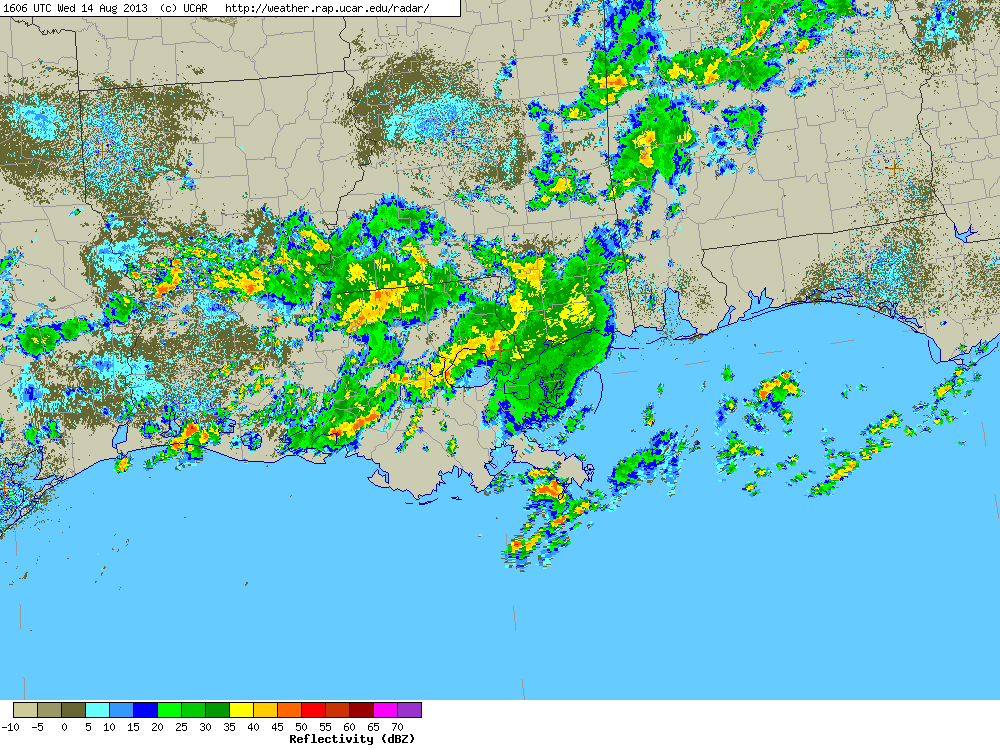 1606 UTC Wed 14 Aug 2013 (c) UCAR http://weather.rap.ucar.edu/radar/
-10 -5 0 5 10 15 20 25 30 35 40 45 50 55 60 65 70
Reflectivity (dBZ)